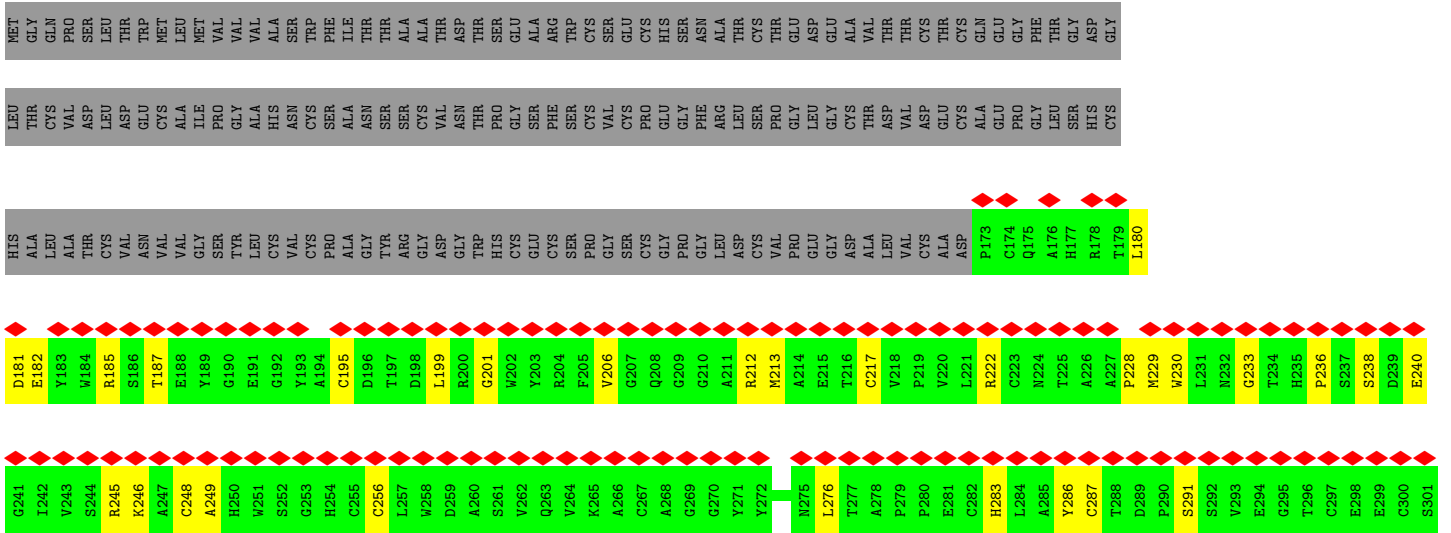 MET GLY GLN PRO SER LEU THR TRP MET LEU MET VAL VAL VAL ALA SER TRP PHE ILE THR THR ALA ALA THR ASP THR SER GLU ALA ARG TRP CYS SER GLU CYS HIS SER ASN ALA THR CYS THR GLU ASP GLU ALA VAL THR THR CYS THR CYS GLN GLU GLY PHE THR GLY ASP GLY
LEU THR CYS VAL ASP LEU ASP GLU CYS ALA ILE PRO GLY ALA HIS ASN CYS SER ALA ASN SER SER CYS VAL ASN THR PRO GLY SER PHE SER CYS VAL CYS PRO GLU GLY PHE ARG LEU SER PRO GLY LEU GLY CYS THR ASP VAL ASP GLU CYS ALA GLU PRO GLY LEU SER HIS CYS
HIS ALA LEU ALA THR CYS VAL ASN VAL VAL GLY SER TYR LEU CYS VAL CYS PRO ALA GLY TYR ARG GLY ASP GLY TRP HIS CYS GLU CYS SER PRO GLY SER CYS GLY PRO GLY LEU ASP CYS VAL PRO GLU GLY ASP ALA LEU VAL CYS ALA ASP P173 C174 Q175 A176 H177 R178 T179 L180
D181 E182 Y183 W184 R185 S186 T187 E188 Y189 G190 E191 G192 Y193 A194 C195 D196 T197 D198 L199 R200 G201 W202 Y203 R204 F205 V206 G207 Q208 G209 G210 A211 R212 M213 A214 E215 T216 C217 V218 P219 V220 L221 R222 C223 N224 T225 A226 A227 P228 M229 W230 L231 N232 G233 T234 H235 P236 S237 S238 D239 E240
G241 I242 V243 S244 R245 K246 A247 C248 A249 H250 W251 S252 G253 H254 C255 C256 L257 W258 D259 A260 S261 V262 Q263 V264 K265 A266 C267 A268 G269 G270 Y271 Y272 N275 L276 T277 A278 P279 P280 E281 C282 H283 L284 A285 Y286 C287 T288 D289 P290 S291 S292 V293 E294 G295 T296 C297 E298 E299 C300 S301